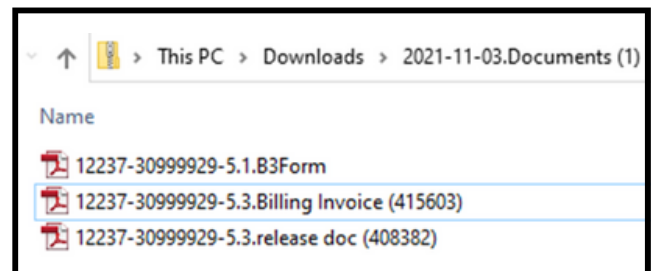 This PC > Downloads > 2021-11-03.Documents (1)
Name
12237-30999929-5.1.B3Form
12237-30999929-5.3.Billing Invoice (415603)
12237-30999929-5.3.release doc (408382)